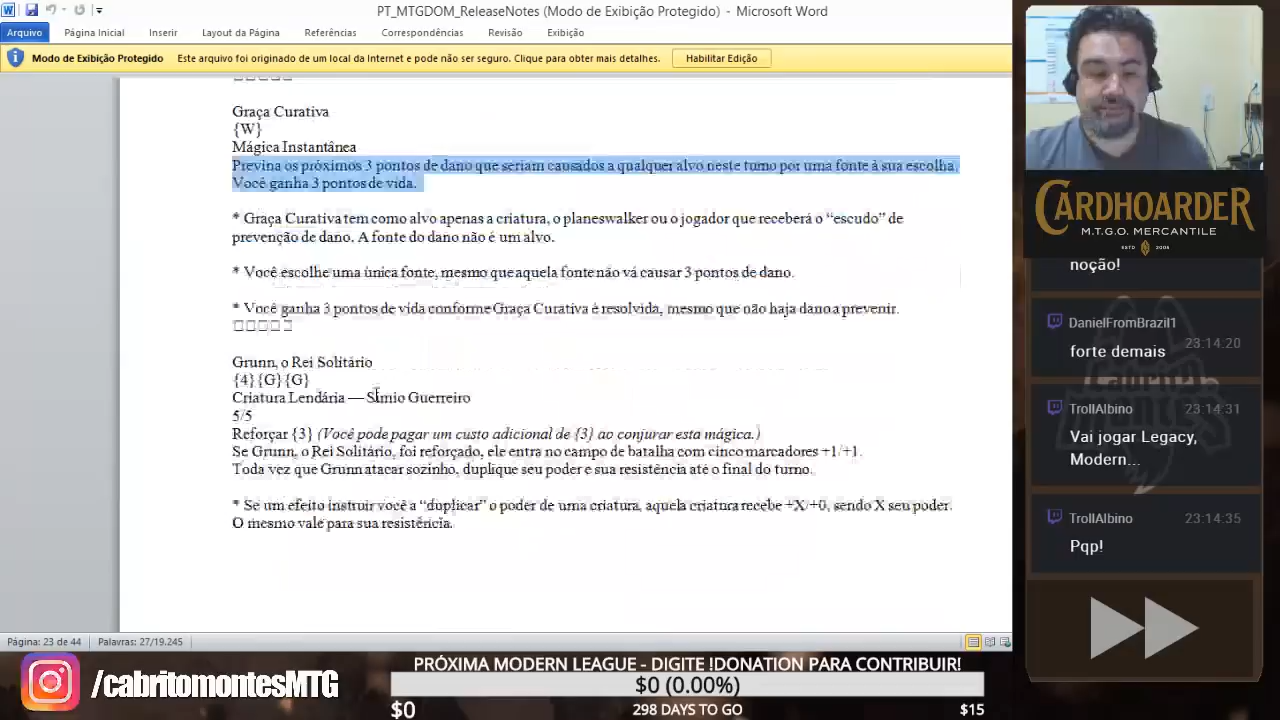 PT_MTGDOM_ReleaseNotes (Modo de Exibição Protegido) - Microsoft Word
Arquivo Página Inicial Inserir Layout da Página Referências Correspondências Revisão Exibição
Modo de Exibição Protegido Este arquivo foi originado de um local da Internet e pode não ser seguro. Clique para obter mais detalhes. Habilitar Edição
Graça Curativa
{W}
Mágica Instantânea
Previna os próximos 3 pontos de dano que seriam causados a qualquer alvo neste turno por uma fonte à sua escolha.
Você ganha 3 pontos de vida.
* Graça Curativa tem como alvo apenas a criatura, o planeswalker ou o jogador que receberá o “escudo” de
prevenção de dano. A fonte do dano não é um alvo.
* Você escolhe uma única fonte, mesmo que aquela fonte não vá causar 3 pontos de dano.
* Você ganha 3 pontos de vida conforme Graça Curativa é resolvida, mesmo que não haja dano a prevenir.
□□□□□
Grunn, o Rei Solitário
{4}{G}{G}
Criatura Lendária — Símio Guerreiro
5/5
Reforçar {3} (Você pode pagar um custo adicional de {3} ao conjurar esta mágica.)
Se Grunn, o Rei Solitário, foi reforçado, ele entra no campo de batalha com cinco marcadores +1/+1.
Toda vez que Grunn atacar sozinho, duplique seu poder e sua resistência até o final do turno.
* Se um efeito instruir você a “duplicar” o poder de uma criatura, aquela criatura recebe +X/+0, sendo X seu poder.
O mesmo vale para sua resistência.
Página: 23 de 44 Palavras: 27/19.245
CARDHOARDER
M.T.G.O. MERCANTILE
ESTD 2006
noção!
DanielFromBrazil1 23:14:20
forte demais
TrollAlbino 23:14:31
Vai jogar Legacy,
Modern...
TrollAlbino 23:14:35
Pqp!
/cabritomontesMTG
PRÓXIMA MODERN LEAGUE - DIGITE !DONATION PARA CONTRIBUIR!
$0 (0.00%)
$0 298 DAYS TO GO $15